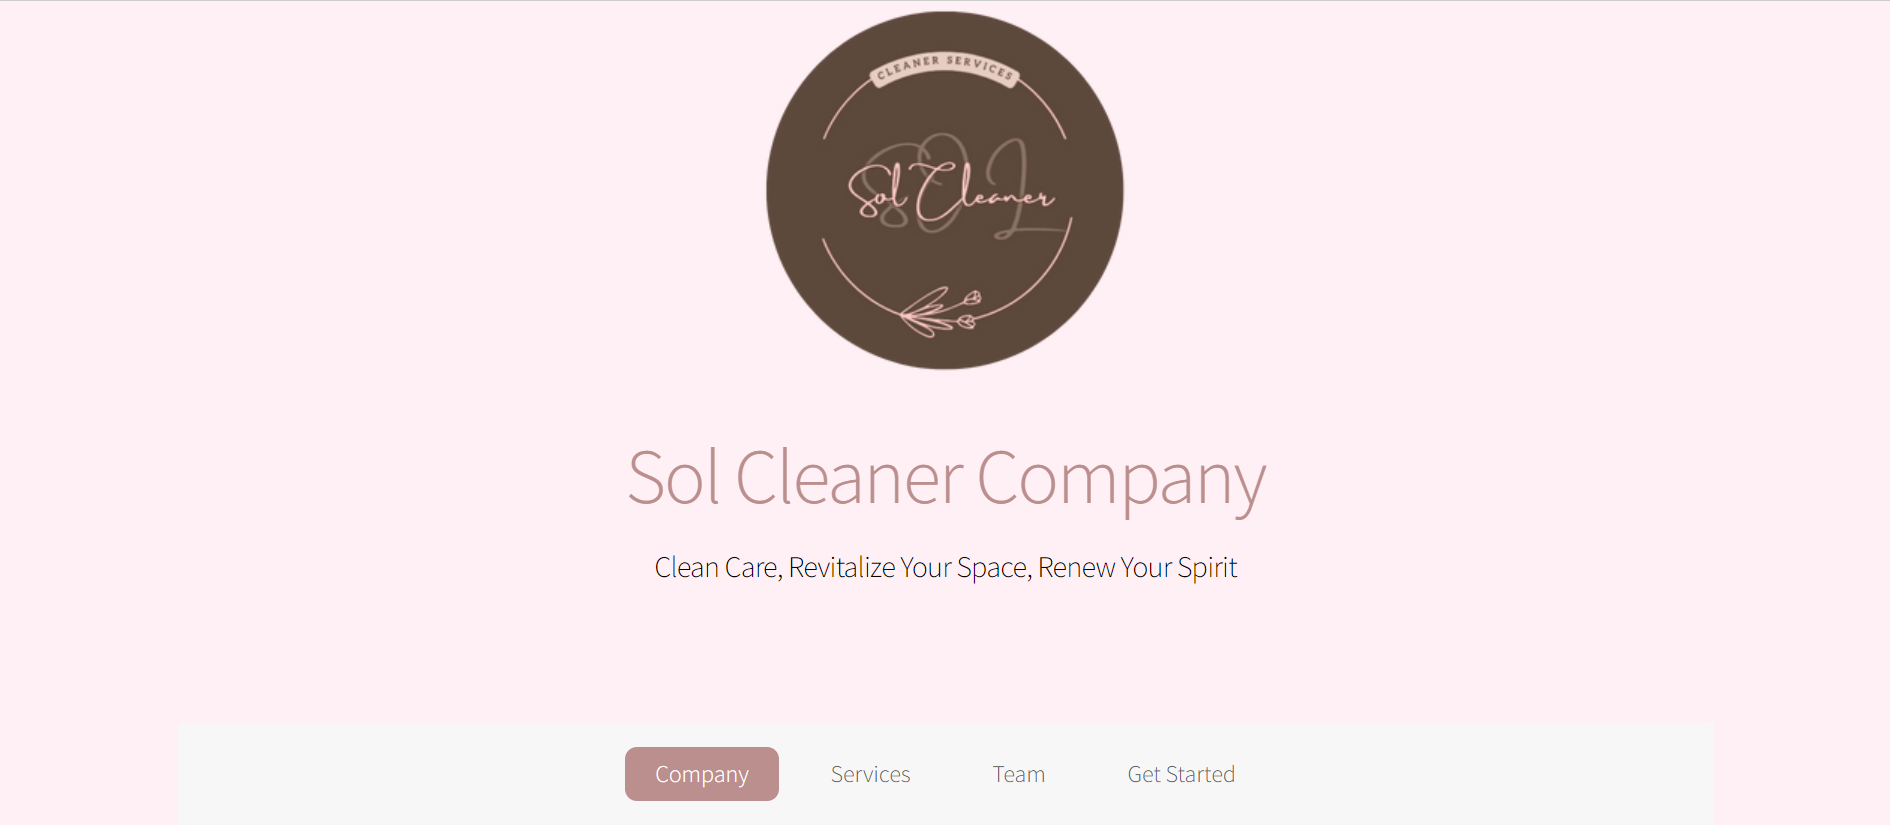 CLEANER SERVICES
SOL
Sol Cleaner
Sol Cleaner Company
Clean Care, Revitalize Your Space, Renew Your Spirit
Company Services Team Get Started